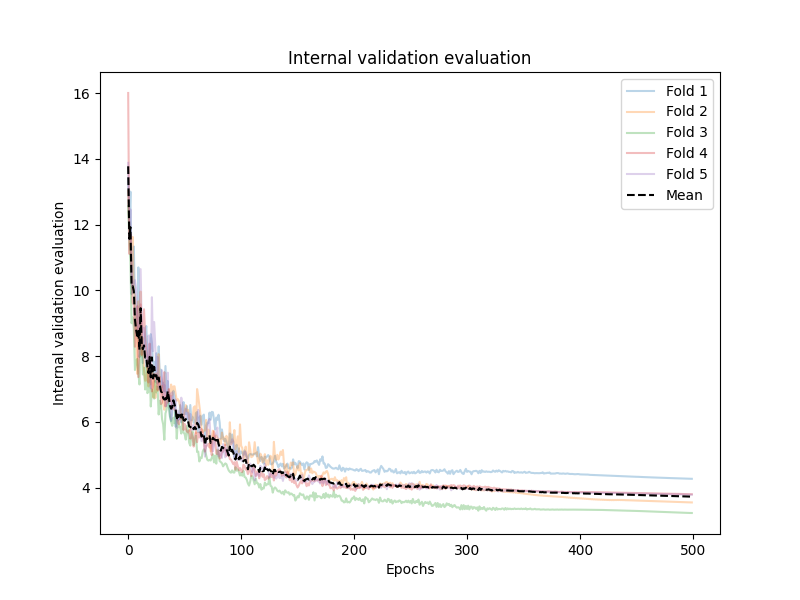 Internal validation evaluation
Internal validation evaluation
16
14
12
10
8
6
4
0
100
200
300
400
500
Epochs
Fold 1
Fold 2
Fold 3
Fold 4
Fold 5
Mean